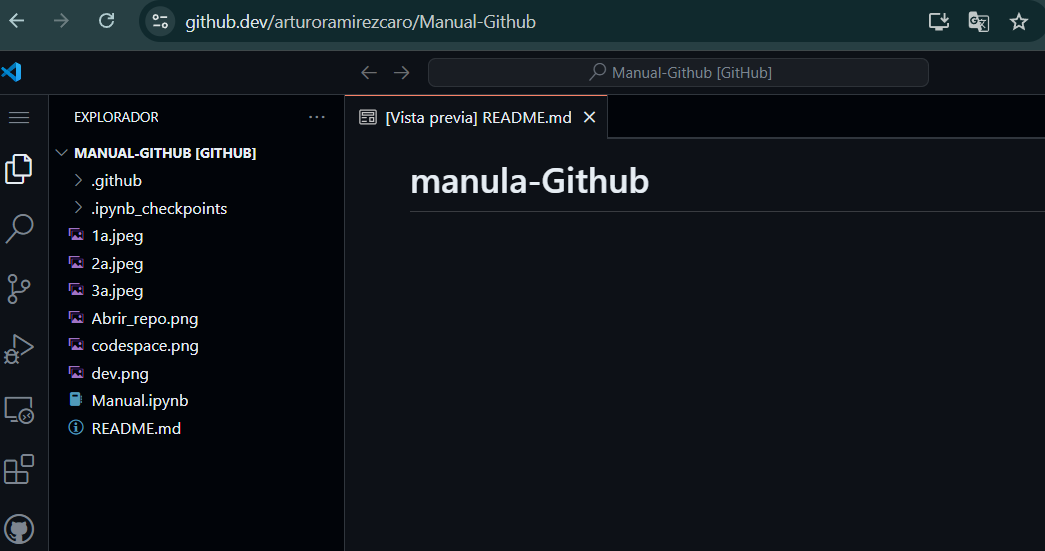 github.dev/arturoramirezcaro/Manual-Github
Manual-Github [GitHub]
EXPLORADOR
[Vista previa] README.md
MANUAL-GITHUB [GITHUB]
.github
.ipynb_checkpoints
1a.jpeg
2a.jpeg
3a.jpeg
Abrir_repo.png
codespace.png
dev.png
Manual.ipynb
README.md
manula-Github